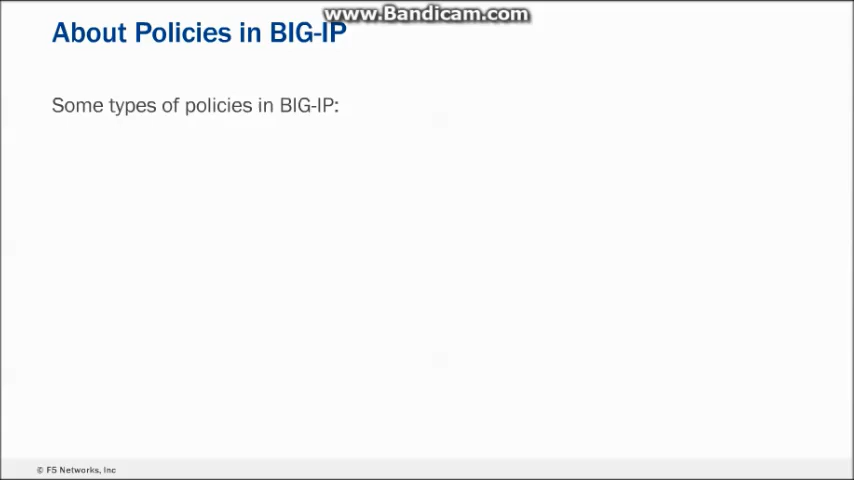 www.Bandicam.com
About Policies in BIG-IP
Some types of policies in BIG-IP:
© F5 Networks, Inc